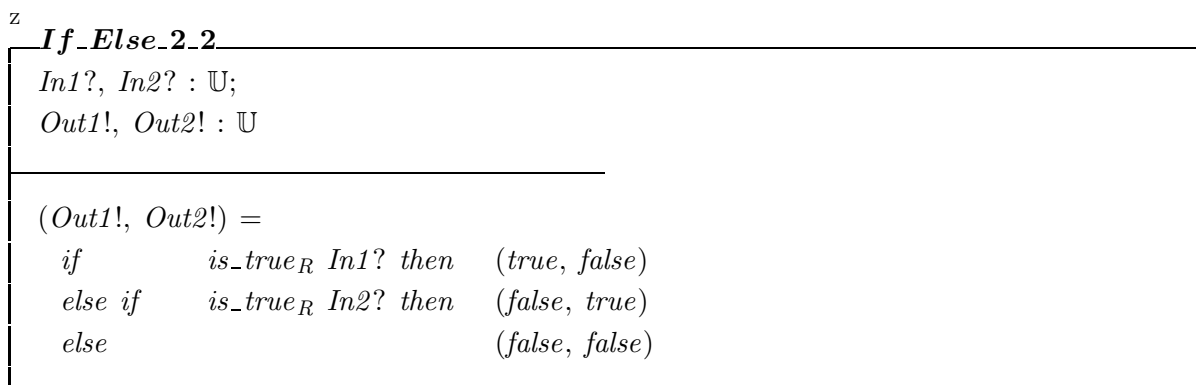 z
If_Else_2_2
In1?, In2? : 𝕌;
Out1!, Out2! : 𝕌
(Out1!, Out2!) =
if is_true_R In1? then (true, false)
else if is_true_R In2? then (false, true)
else (false, false)